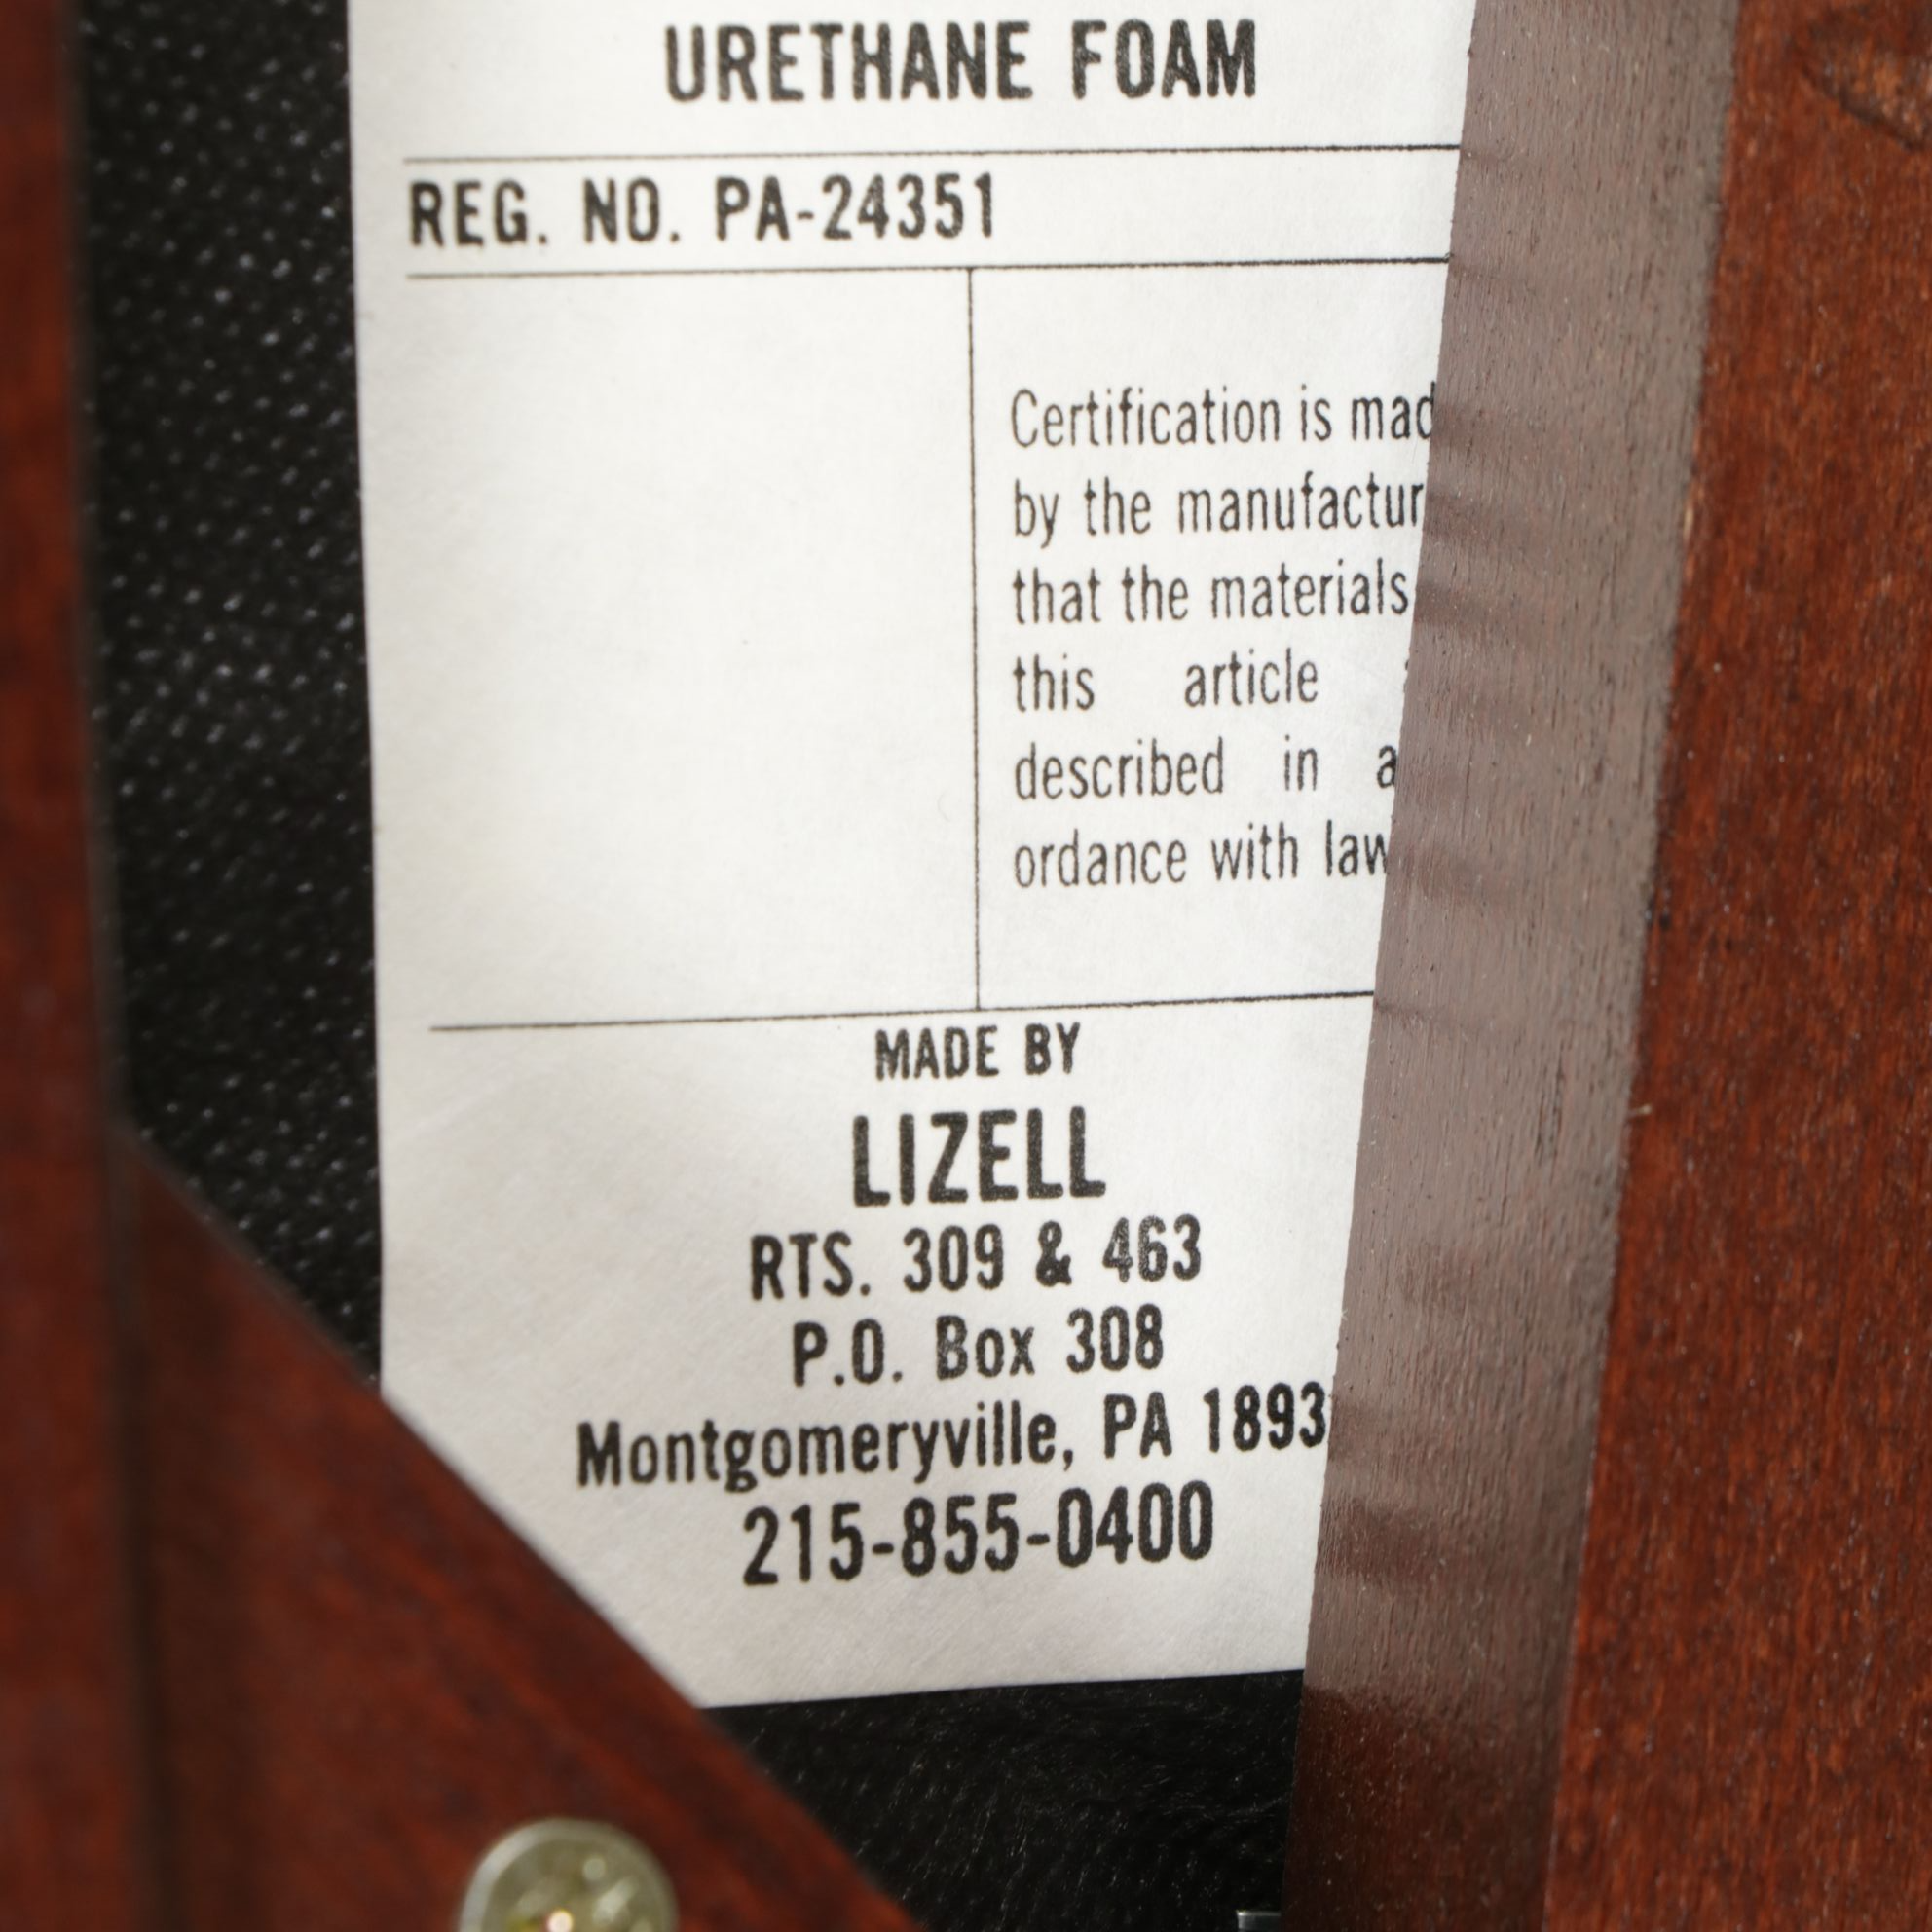 URETHANE FOAM
REG. NO. PA-24351
Certification is mad
by the manufactur
that the materials
this article
described in a
ordance with law
MADE BY
LIZELL
RTS. 309 & 463
P.O. Box 308
Montgomeryville, PA 1893
215-855-0400